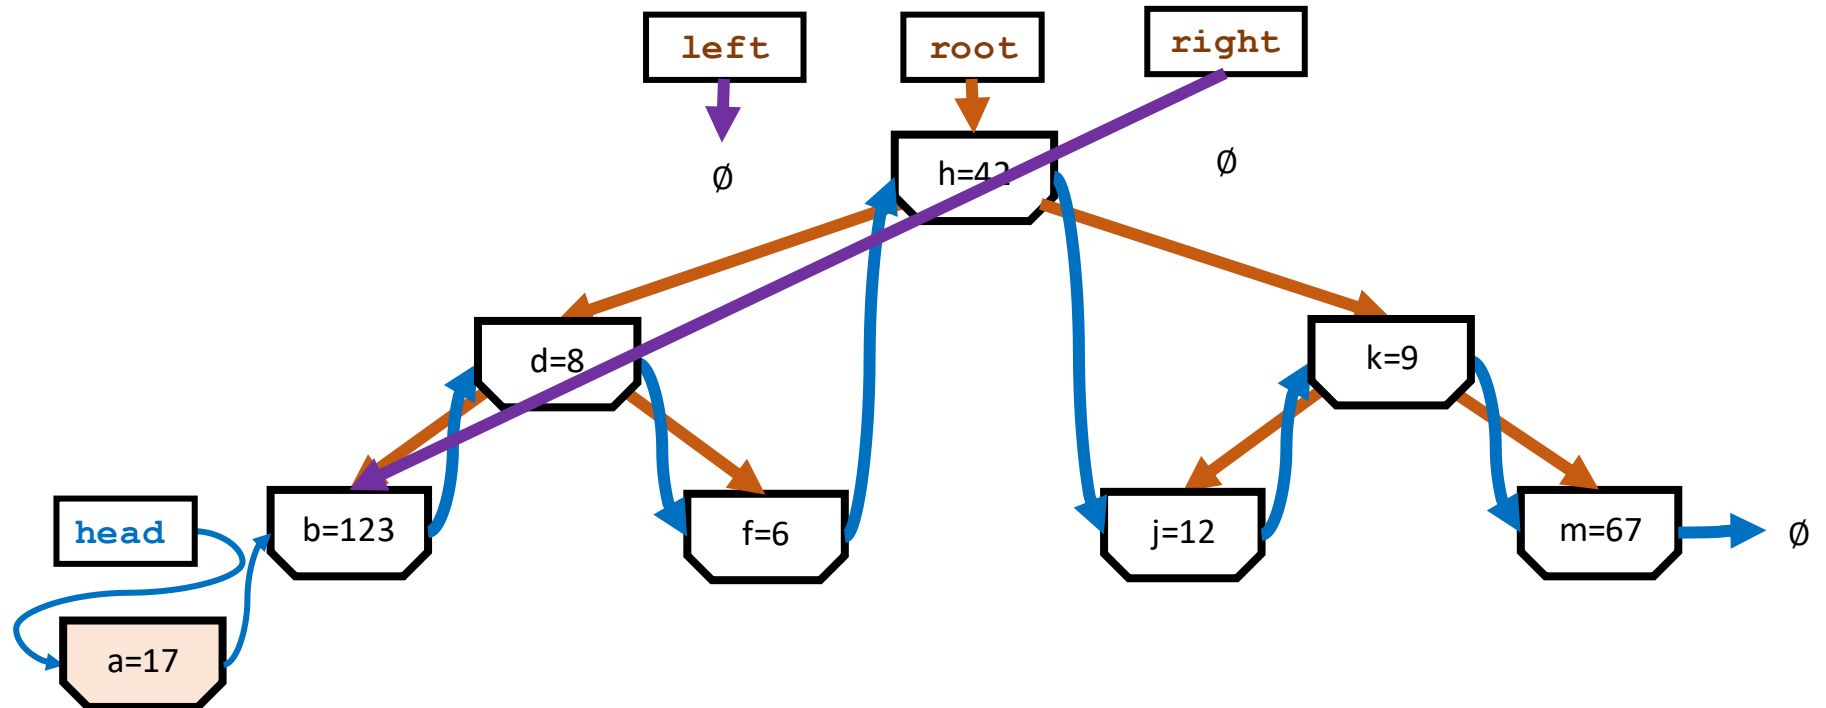 left
root
right
h=42
∅
∅
d=8
k=9
head
b=123
f=6
j=12
m=67
∅
a=17